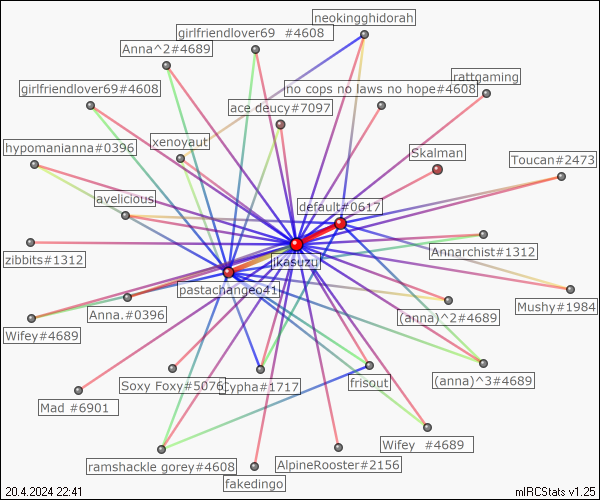 neokingghidorah
girlfriendlover69  #4608
Anna^2#4689
rattgaming
girlfriendlover69#4608
no cops no laws no hope#4608
ace deucy#7097
xenoyaut
hypomanianna#0396
Skalman
Toucan#2473
avelicious
default#0617
zibbits#1312
Annarchist#1312
ikasuzu
pastachangeo41
Mushy#1984
Anna.#0396
(anna)^2#4689
Wifey#4689
Soxy Foxy#5076
Cypha#1717
frisout
(anna)^3#4689
Mad #6901
Wifey  #4689
ramshackle gorey#4608
AlpineRooster#2156
fakedingo
20.4.2024 22:41
mIRCStats v1.25